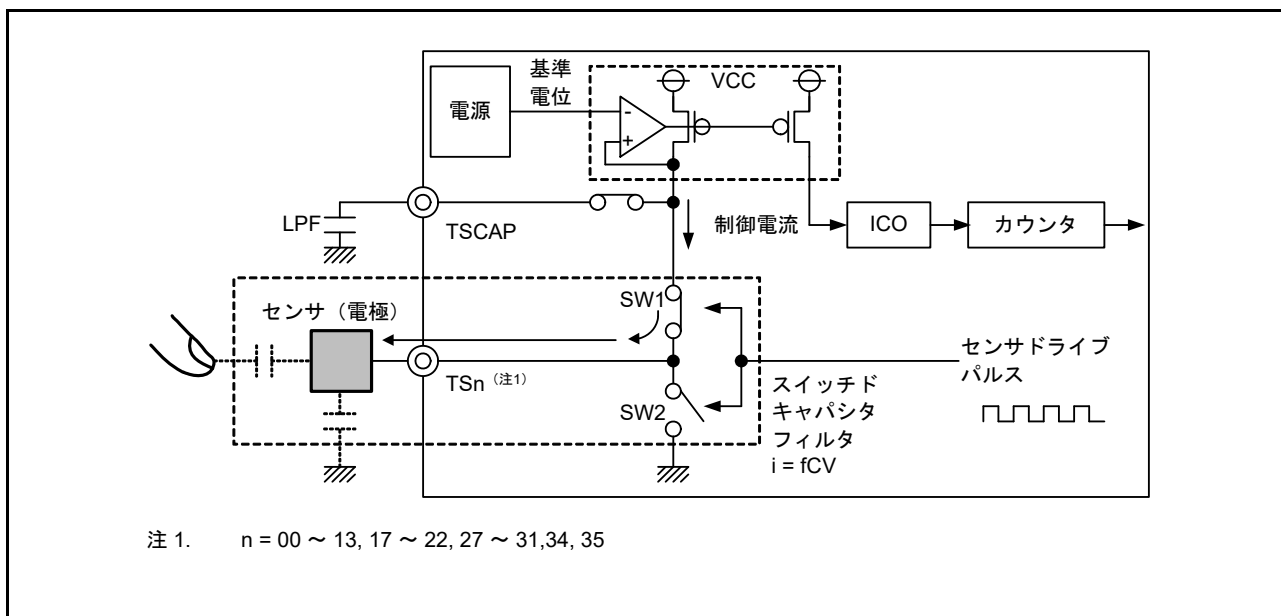 基準
電位
VCC
電源
-
+
LPF
TSCAP
制御電流
ICO
カウンタ
センサ（電極）
SW1
TSn（注1）
SW2
スイッチド
キャパシタ
フィルタ
i = fCV
センサドライブ
パルス
注 1. n = 00 ～ 13, 17 ～ 22, 27 ～ 31,34, 35